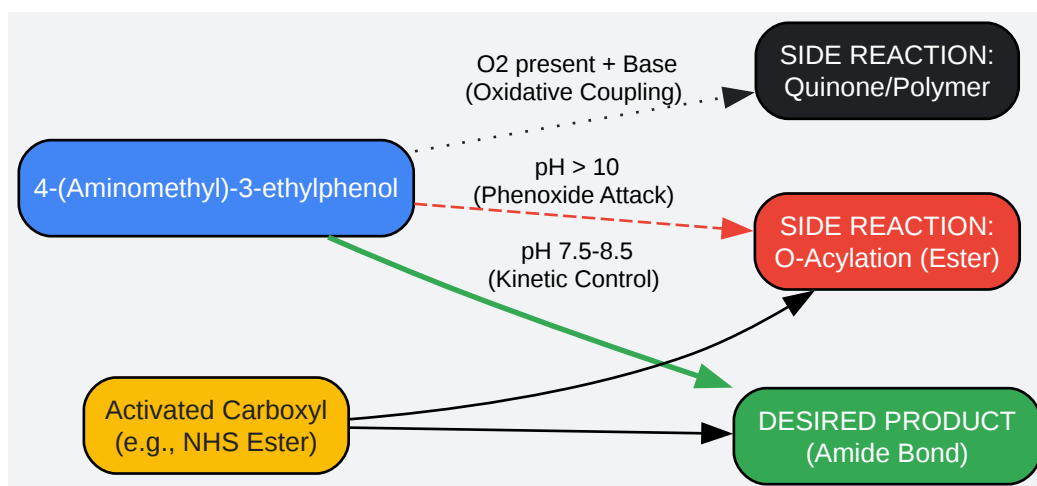 SIDE REACTION:
Quinone/Polymer
O2 present + Base
(Oxidative Coupling)
4-(Aminomethyl)-3-ethylphenol
pH > 10
(Phenoxide Attack)
SIDE REACTION:
O-Acylation (Ester)
pH 7.5-8.5
(Kinetic Control)
Activated Carboxyl
(e.g., NHS Ester)
DESIRED PRODUCT
(Amide Bond)